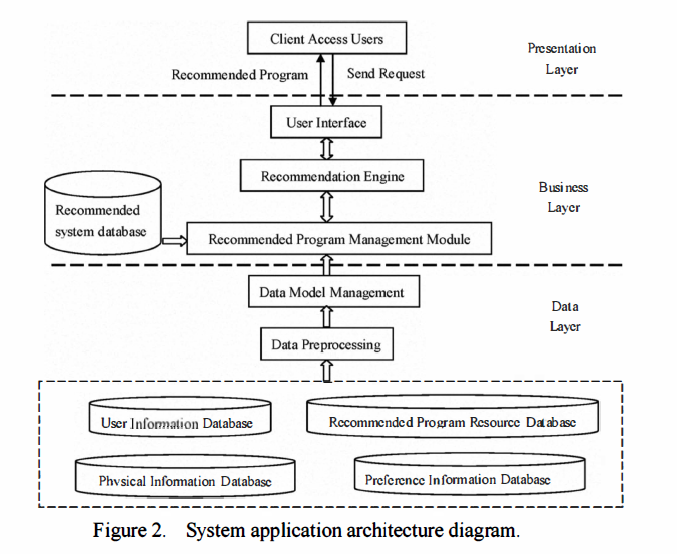 Client Access Users
Presentation
Layer
Recommended Program
Send Request
User Interface
Recommendation Engine
Business
Layer
Recommended
system database
Recommended Program Management Module
Data Model Management
Data
Layer
Data Preprocessing
User Information Database
Recommended Program Resource Database
Physical Information Database
Preference Information Database
Figure 2. System application architecture diagram.